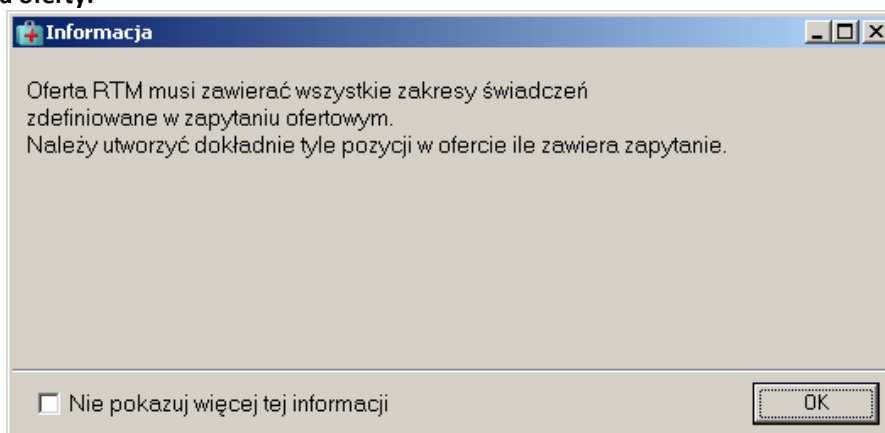 oferty.
Informacja
Oferta RTM musi zawierać wszystkie zakresy świadczeń
zdefiniowane w zapytaniu ofertowym.
Należy utworzyć dokładnie tyle pozycji w ofercie ile zawiera zapytanie.
Nie pokazuj więcej tej informacji
OK